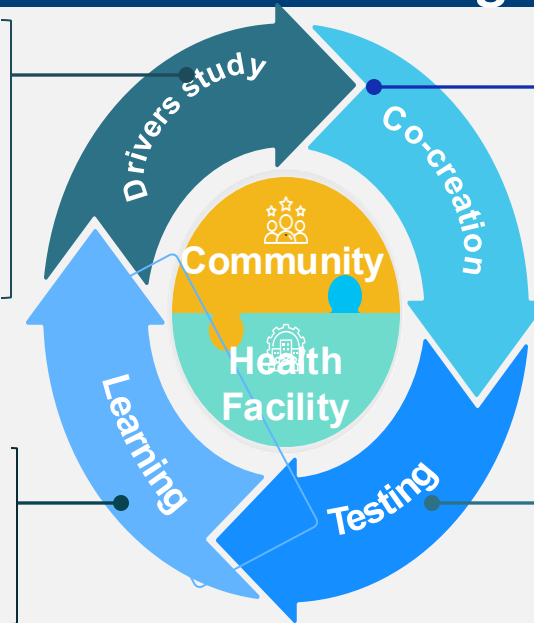 Drivers study
Co-creation
Community
Health
Facility
Learning
Testing